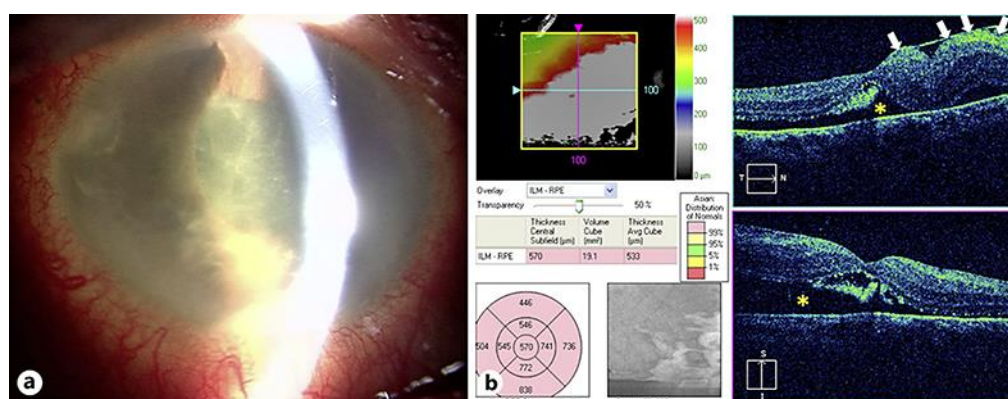 a
b
100
100
500
400
300
200
100
0 µm
Overlay
ILM - RPE
Transparency
50 %
Thickness Central Subfield (µm)
Volume Cube (mm³)
Thickness Avg Cube (µm)
ILM - RPE
570
19.1
533
Asian
Distribution
of Normals
99%
95%
5%
1%
446
546
504
545
570
741
736
772
838
T
N
S
I
*
*